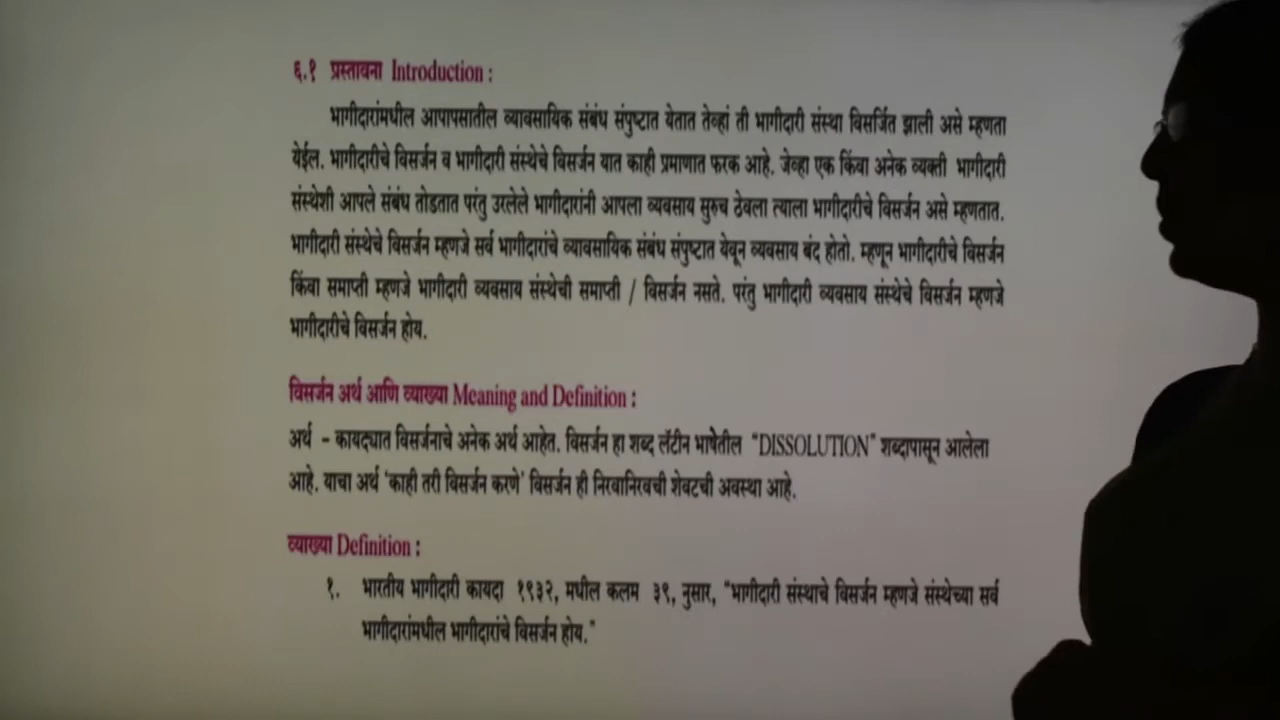 ६.१ प्रस्तावना Introduction :
भागीदारांमधील आपापसातील व्यावसायिक संबंध संपुष्टात येतात तेव्हां ती भागीदारी संस्था विसर्जित झाली असे म्हणता
येईल. भागीदारीचे विसर्जन व भागीदारी संस्थेचे विसर्जन यात काही प्रमाणात फरक आहे. जेव्हा एक किंवा अनेक व्यक्ती भागीदारी
संस्थेशी आपले संबंध तोडतात परंतु उरलेले भागीदारांनी आपला व्यवसाय सुरुच ठेवला त्याला भागीदारीचे विसर्जन असे म्हणतात.
भागीदारी संस्थेचे विसर्जन म्हणजे सर्व भागीदारांचे व्यावसायिक संबंध संपुष्टात येवून व्यवसाय बंद होतो. म्हणून भागीदारीचे विसर्जन
किंवा समाप्ती म्हणजे भागीदारी व्यवसाय संस्थेची समाप्ती / विसर्जन नसते. परंतु भागीदारी व्यवसाय संस्थेचे विसर्जन म्हणजे
भागीदारीचे विसर्जन होय.
विसर्जन अर्थ आणि व्याख्या Meaning and Definition :
अर्थ - कायद्यात विसर्जनाचे अनेक अर्थ आहेत. विसर्जन हा शब्द लॅटीन भाषेतील "DISSOLUTION" शब्दापासून आलेला
आहे. याचा अर्थ 'काही तरी विसर्जन करणे' विसर्जन ही निरवानिरवची शेवटची अवस्था आहे.
व्याख्या Definition :
१. भारतीय भागीदारी कायदा १९३२, मधील कलम ३९, नुसार, "भागीदारी संस्थाचे विसर्जन म्हणजे संस्थेच्या सर्व
भागीदारांमधील भागीदारांचे विसर्जन होय."